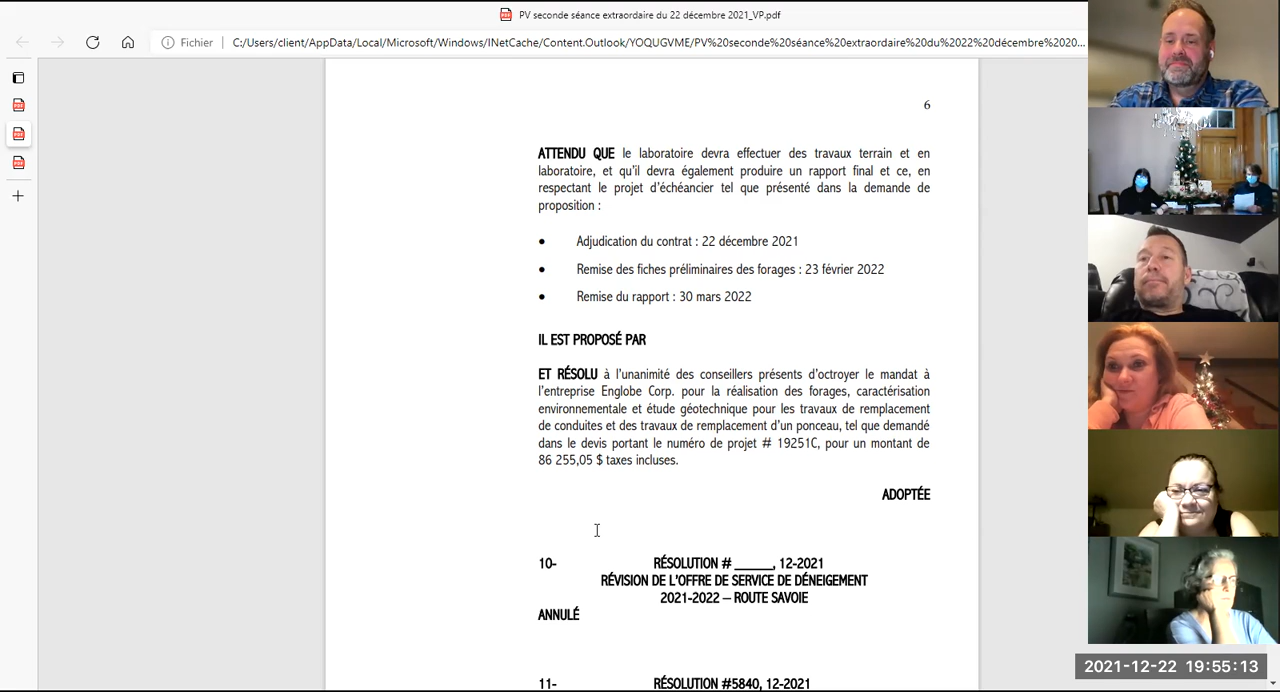 PV seconde séance extraordaire du 22 décembre 2021_VP.pdf
Fichier
C:/Users/client/AppData/Local/Microsoft/Windows/INetCache/Content.Outlook/YOQUGVME/PV%20seconde%20séance%20extraordaire%20du%2022%20décembre%2020...
6
ATTENDU QUE le laboratoire devra effectuer des travaux terrain et en
laboratoire, et qu'il devra également produire un rapport final et ce, en
respectant le projet d'échéancier tel que présenté dans la demande de
proposition :
• Adjudication du contrat : 22 décembre 2021
• Remise des fiches préliminaires des forages : 23 février 2022
• Remise du rapport : 30 mars 2022
IL EST PROPOSÉ PAR
ET RÉSOLU à l'unanimité des conseillers présents d'octroyer le mandat à
l'entreprise Englobe Corp. pour la réalisation des forages, caractérisation
environnementale et étude géotechnique pour les travaux de remplacement
de conduites et des travaux de remplacement d'un ponceau, tel que demandé
dans le devis portant le numéro de projet # 19251C, pour un montant de
86 255,05 $ taxes incluses.
ADOPTÉE
10- RÉSOLUTION # ______, 12-2021
RÉVISION DE L'OFFRE DE SERVICE DE DÉNEIGEMENT
2021-2022 – ROUTE SAVOIE
ANNULÉ
11- RÉSOLUTION #5840, 12-2021
2021-12-22 19:55:13